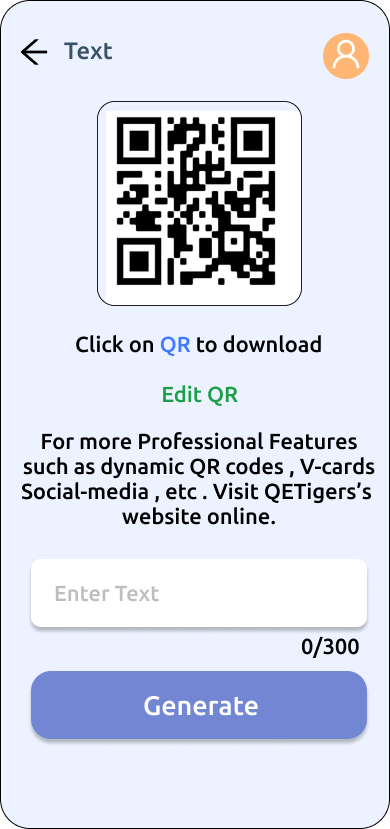 Text
Click on QR to download
Edit QR
For more Professional Features
such as dynamic QR codes , V-cards
Social-media , etc . Visit QETigers’s
website online.
Enter Text
0/300
Generate